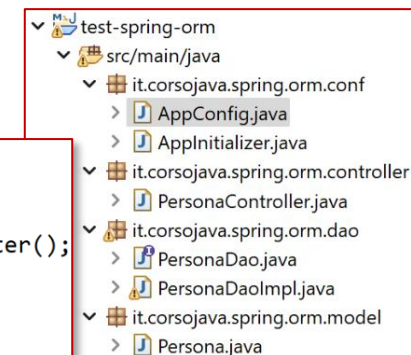 test-spring-orm
src/main/java
it.corsojava.spring.orm.conf
AppConfig.java
AppInitializer.java
it.corsojava.spring.orm.controller
PersonaController.java
ter();
it.corsojava.spring.orm.dao
PersonaDao.java
PersonaDaoImpl.java
it.corsojava.spring.orm.model
Persona.java